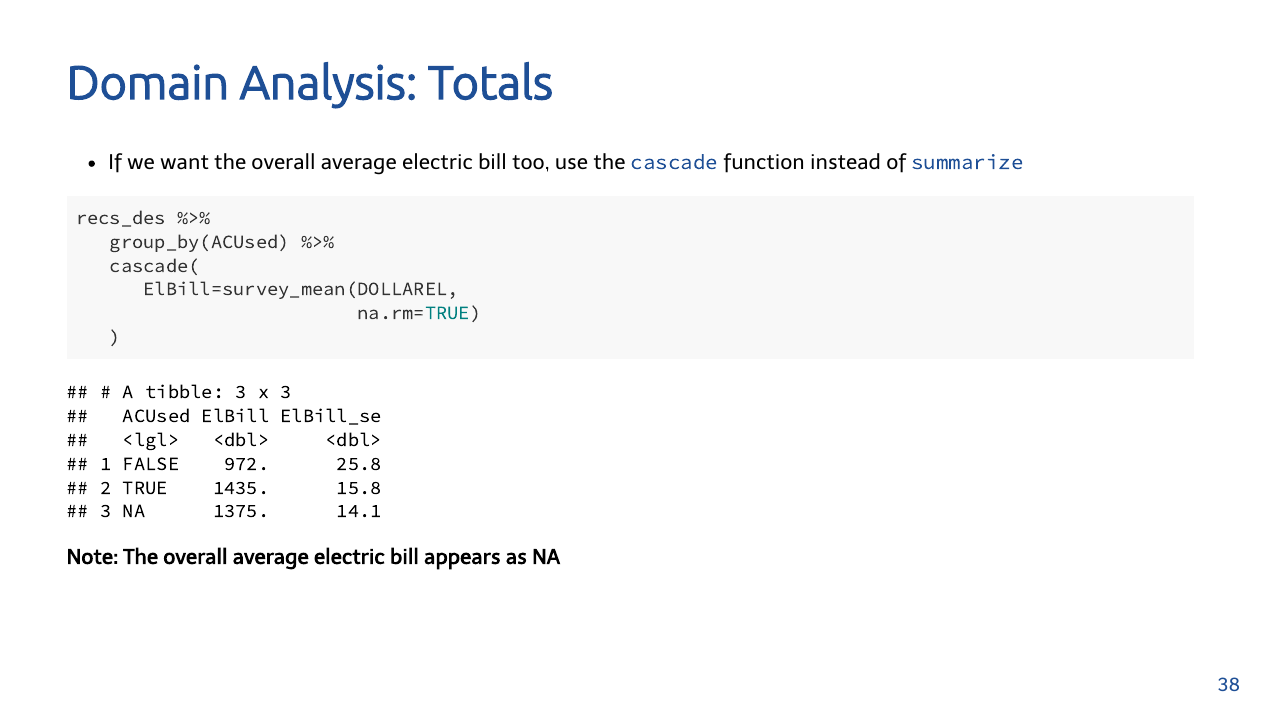 Domain Analysis: Totals
• If we want the overall average electric bill too, use the cascade function instead of summarize
recs_des %>%
   group_by(ACUsed) %>%
   cascade(
      ElBill=survey_mean(DOLLAREL,
                         na.rm=TRUE)
   )
## # A tibble: 3 x 3
##   ACUsed ElBill ElBill_se
##   <lgl>   <dbl>     <dbl>
## 1 FALSE    972.      25.8
## 2 TRUE    1435.      15.8
## 3 NA      1375.      14.1
Note: The overall average electric bill appears as NA
38